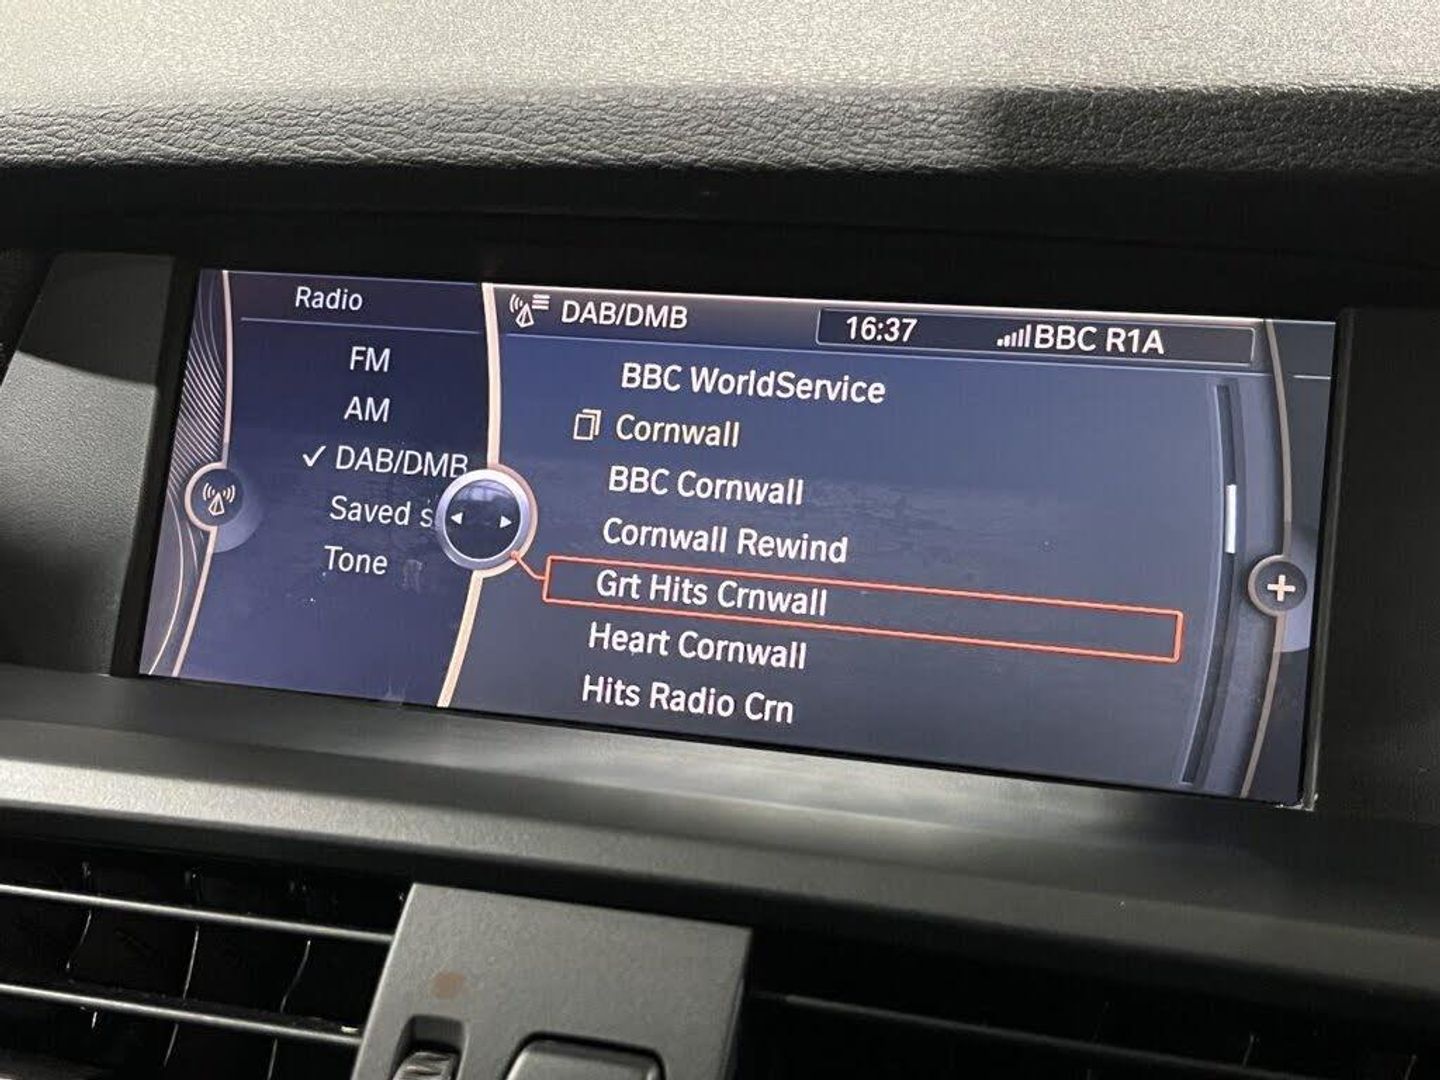 Radio
FM
AM
DAB/DMB
Saved s
Tone
DAB/DMB
16:37
BBC R1A
BBC WorldService
Cornwall
BBC Cornwall
Cornwall Rewind
Grt Hits Crnwall
Heart Cornwall
Hits Radio Crn